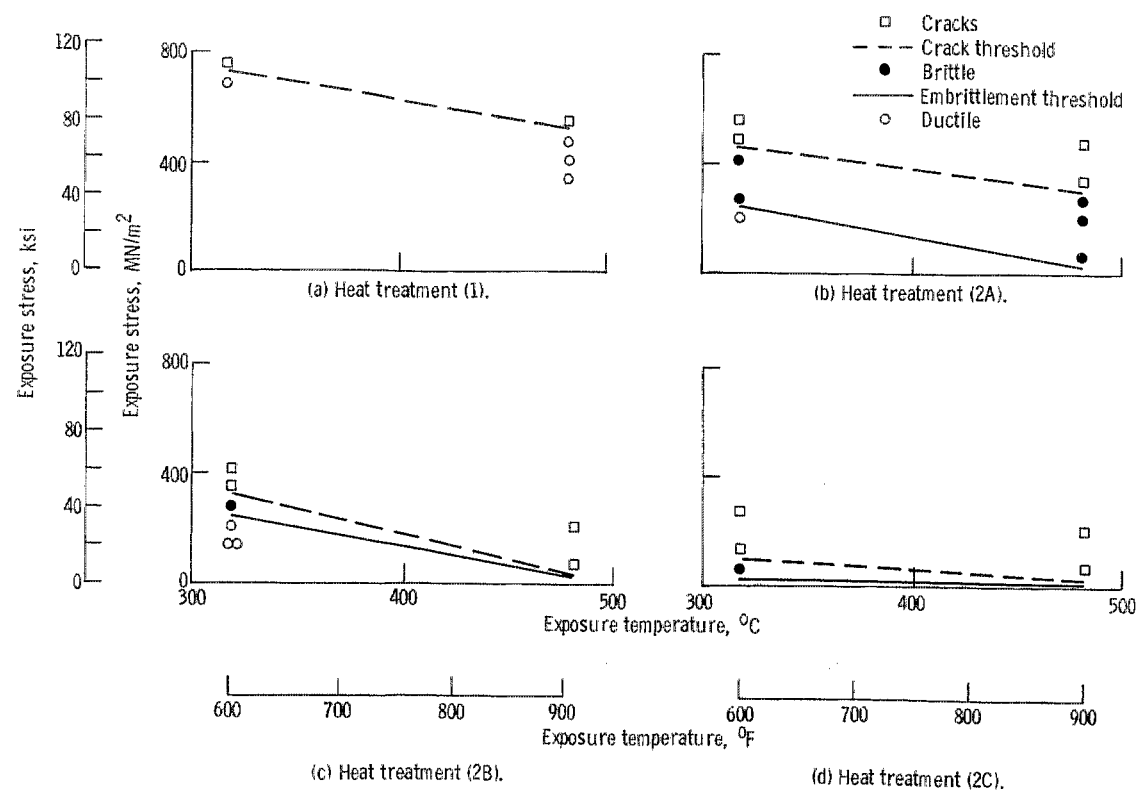 Cracks
Crack threshold
Brittle
Embrittlement threshold
Ductile
120
80
40
0
Exposure stress, ksi
Exposure stress, MN/m²
800
400
0
(a) Heat treatment (1).
(b) Heat treatment (2A).
120
80
40
0
800
400
0
300 400 500
300 400 500
Exposure temperature, °C
600 700 800 900
600 700 800 900
Exposure temperature, °F
(c) Heat treatment (2B).
(d) Heat treatment (2C).